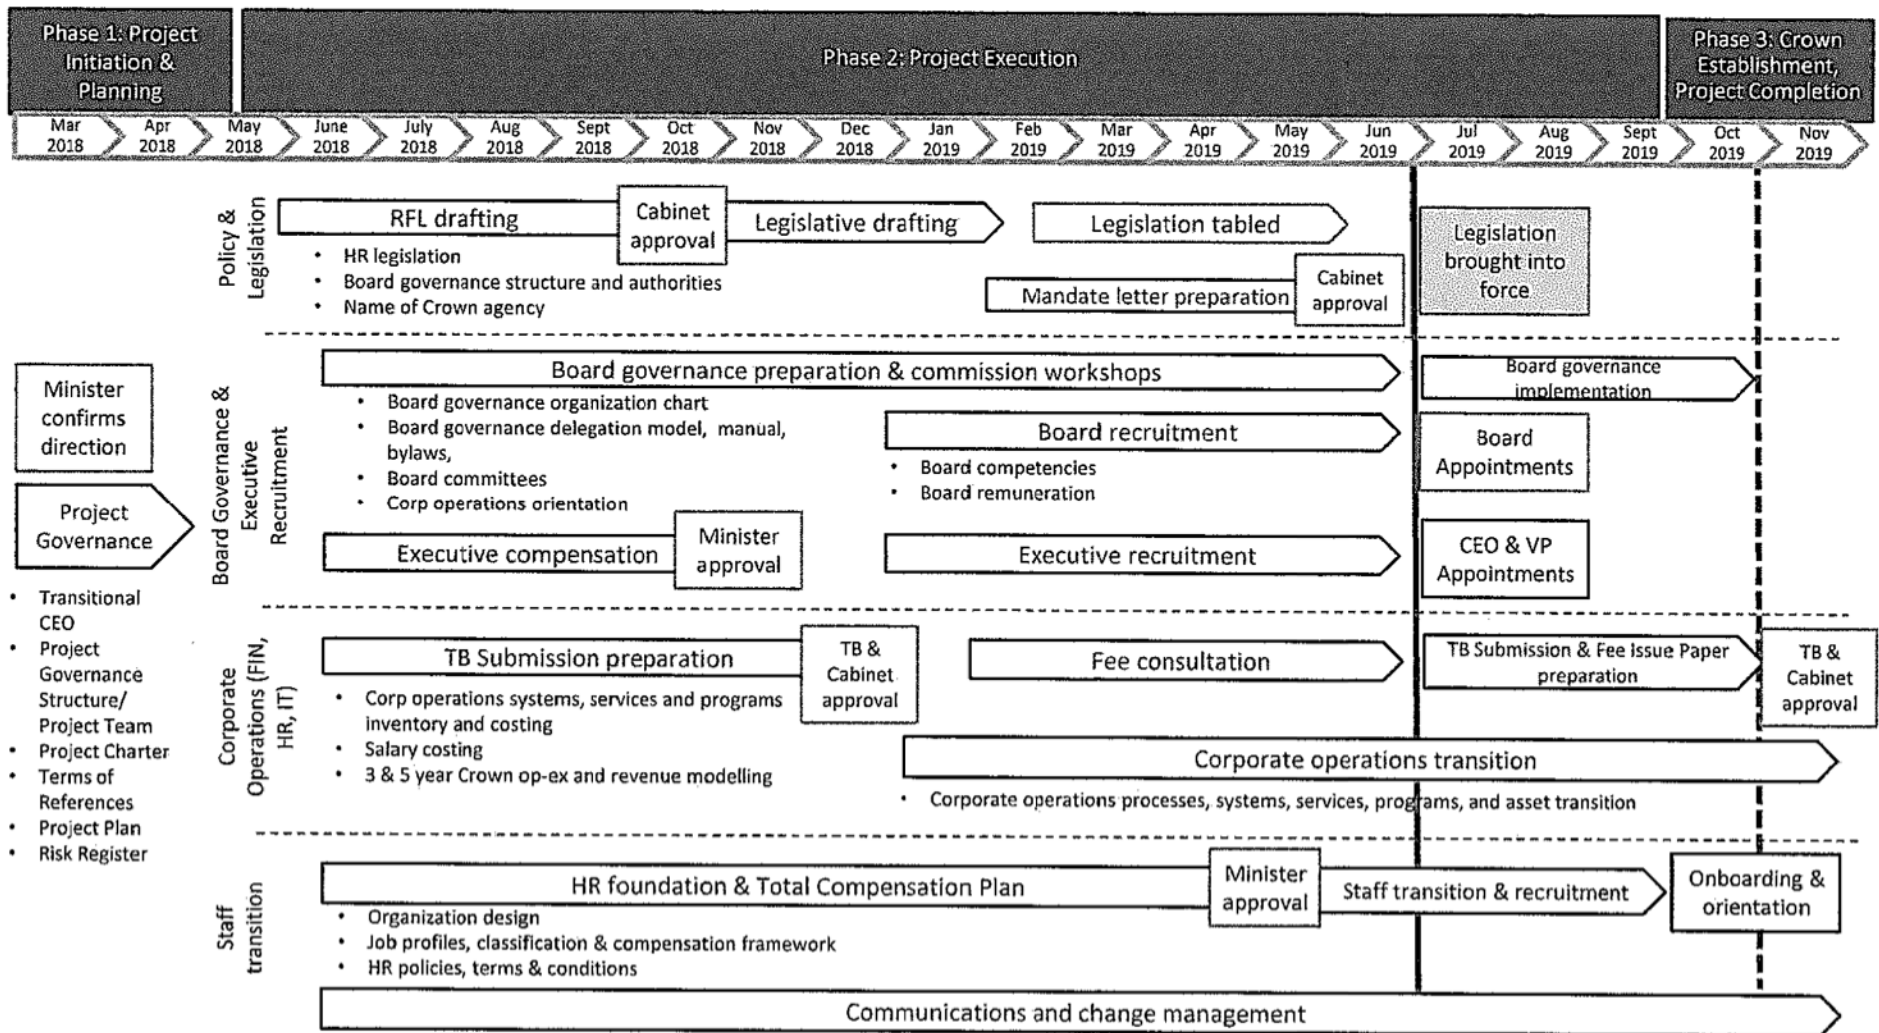 Phase 1: Project
Initiation &
Planning
Phase 2: Project Execution
Phase 3: Crown
Establishment,
Project Completion
Mar
2018
Apr
2018
May
2018
June
2018
July
2018
Aug
2018
Sept
2018
Oct
2018
Nov
2018
Dec
2018
Jan
2019
Feb
2019
Mar
2019
Apr
2019
May
2019
Jun
2019
Jul
2019
Aug
2019
Sept
2019
Oct
2019
Nov
2019
Minister
confirms
direction
Project
Governance
• Transitional
CEO
• Project
Governance
Structure/
Project Team
• Project Charter
• Terms of
References
• Project Plan
• Risk Register
Policy &
Legislation
RFL drafting
Cabinet
approval
Legislative drafting
Legislation tabled
Legislation
brought into
force
• HR legislation
• Board governance structure and authorities
• Name of Crown agency
Mandate letter preparation
Cabinet
approval
Board Governance &
Executive
Recruitment
Board governance preparation & commission workshops
Board governance
implementation
• Board governance organization chart
• Board governance delegation model, manual,
bylaws,
• Board committees
• Corp operations orientation
Board recruitment
• Board competencies
• Board remuneration
Board
Appointments
Executive compensation
Minister
approval
Executive recruitment
CEO & VP
Appointments
Corporate
Operations (FIN,
HR, IT)
TB Submission preparation
TB &
Cabinet
approval
Fee consultation
TB Submission & Fee Issue Paper
preparation
TB &
Cabinet
approval
• Corp operations systems, services and programs
inventory and costing
• Salary costing
• 3 & 5 year Crown op-ex and revenue modelling
Corporate operations transition
• Corporate operations processes, systems, services, programs, and asset transition
Staff
transition
HR foundation & Total Compensation Plan
Minister
approval
Staff transition & recruitment
Onboarding &
orientation
• Organization design
• Job profiles, classification & compensation framework
• HR policies, terms & conditions
Communications and change management